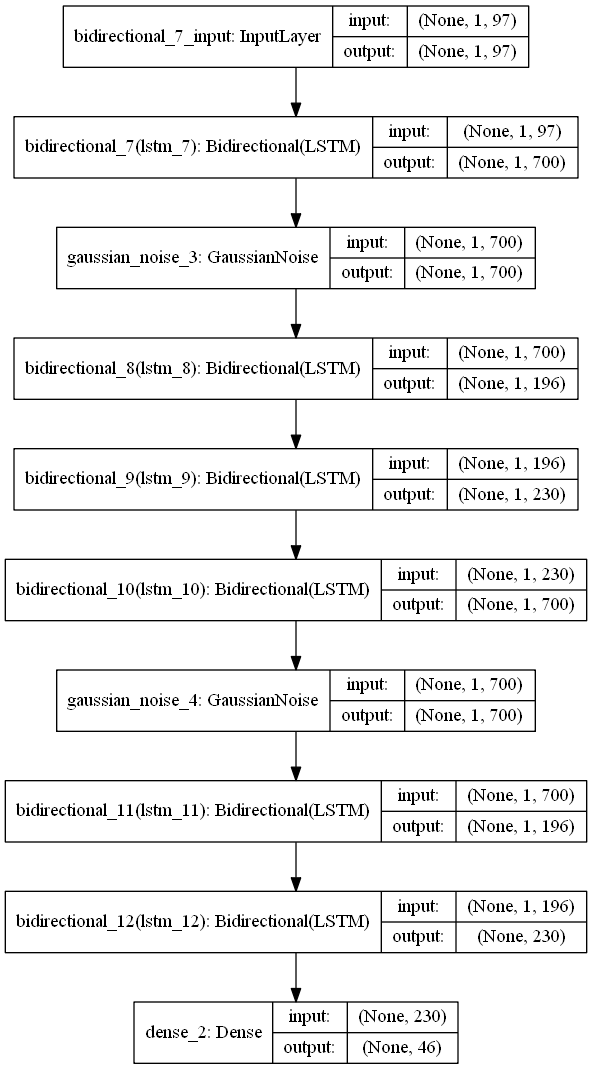 bidirectional_7_input: InputLayer
input: (None, 1, 97)
output: (None, 1, 97)
bidirectional_7(lstm_7): Bidirectional(LSTM)
input: (None, 1, 97)
output: (None, 1, 700)
gaussian_noise_3: GaussianNoise
input: (None, 1, 700)
output: (None, 1, 700)
bidirectional_8(lstm_8): Bidirectional(LSTM)
input: (None, 1, 700)
output: (None, 1, 196)
bidirectional_9(lstm_9): Bidirectional(LSTM)
input: (None, 1, 196)
output: (None, 1, 230)
bidirectional_10(lstm_10): Bidirectional(LSTM)
input: (None, 1, 230)
output: (None, 1, 700)
gaussian_noise_4: GaussianNoise
input: (None, 1, 700)
output: (None, 1, 700)
bidirectional_11(lstm_11): Bidirectional(LSTM)
input: (None, 1, 700)
output: (None, 1, 196)
bidirectional_12(lstm_12): Bidirectional(LSTM)
input: (None, 1, 196)
output: (None, 230)
dense_2: Dense
input: (None, 230)
output: (None, 46)